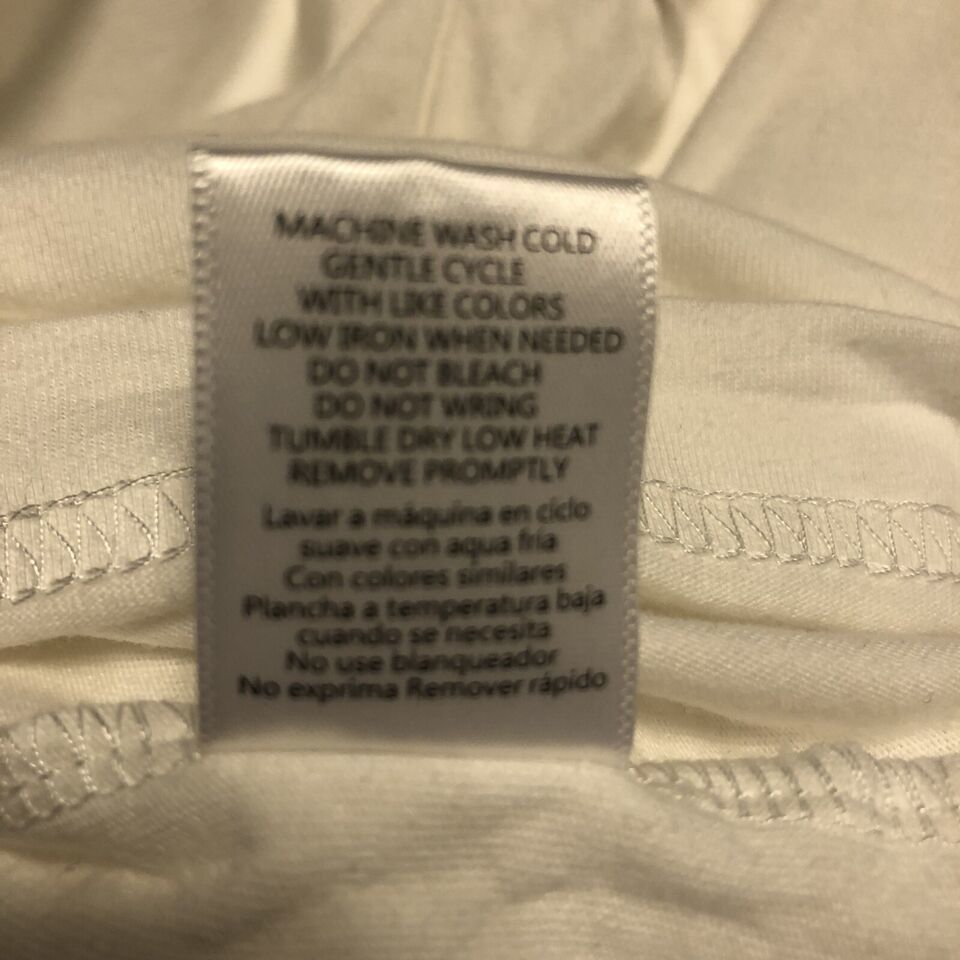 MACHINE WASH COLD
GENTLE CYCLE
WITH LIKE COLORS
LOW IRON WHEN NEEDED
DO NOT BLEACH
DO NOT WRING
TUMBLE DRY LOW HEAT
REMOVE PROMPTLY
Lavar a máquina en ciclo
suave con aqua fria
Con colores similares
Plancha a temperatura baja
cuando se necesita
No use blanqueador
No exprima Remover rápido